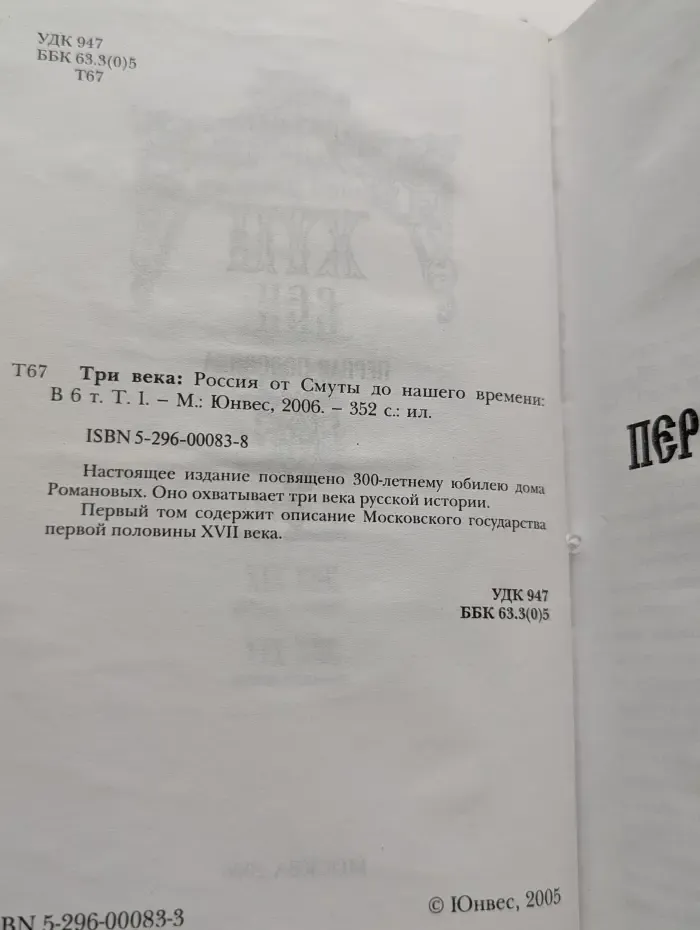 УДК 947
ББК 63.3(0)5
Т67
Т67 Три века: Россия от Смуты до нашего времени:
В 6 т. Т. I. – М.: Юнвес, 2006. – 352 с.: ил.
ISBN 5-296-00083-8
Настоящее издание посвящено 300-летнему юбилею дома
Романовых. Оно охватывает три века русской истории.
Первый том содержит описание Московского государства
первой половины XVII века.
УДК 947
ББК 63.3(0)5
ПЕР
BN 5-296-00083-3
© Юнвес, 2005